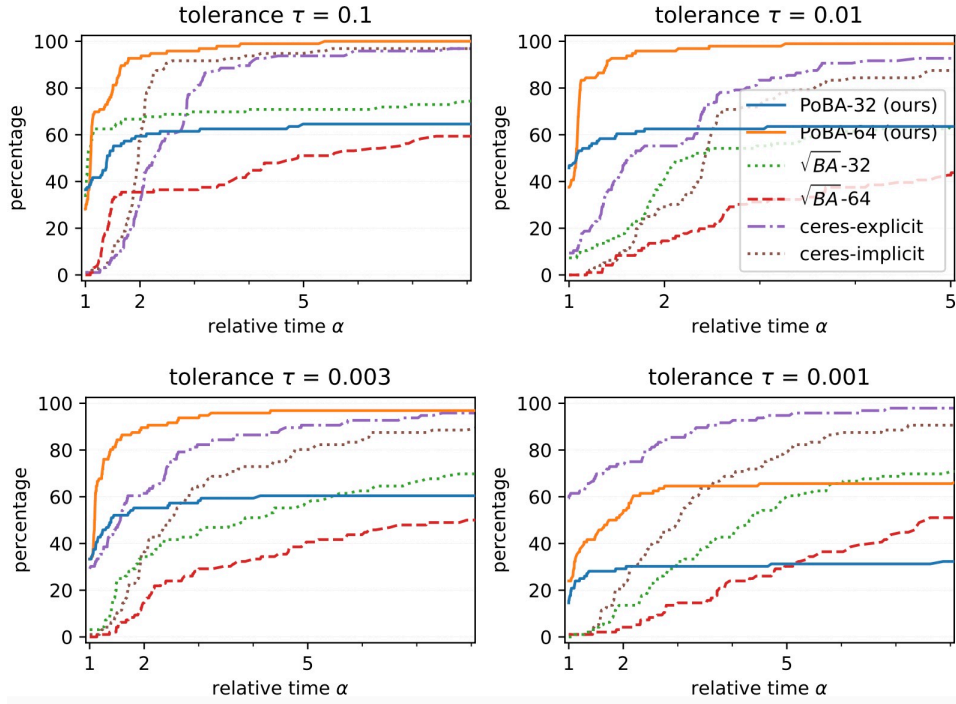 tolerance τ = 0.1
100
80
60
40
20
0
percentage
1 2 5
relative time α
tolerance τ = 0.01
100
80
60
40
20
0
percentage
PoBA-32 (ours)
PoBA-64 (ours)
√BA-32
√BA-64
ceres-explicit
ceres-implicit
1 2 5
relative time α
tolerance τ = 0.003
100
80
60
40
20
0
percentage
1 2 5
relative time α
tolerance τ = 0.001
100
80
60
40
20
0
percentage
1 2 5
relative time α